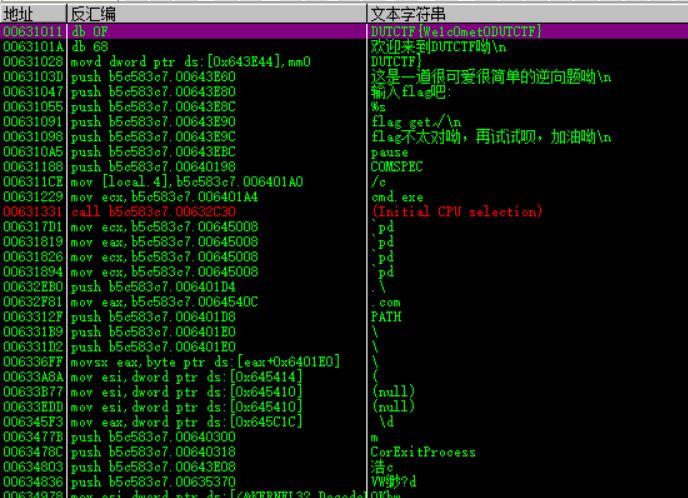 地址 反汇编 文本字符串
00631011 db 0F DUTCTF{We1c0met0DUTCTF}
0063101A db 68 欢迎来到DUTCTF呦\n
00631028 movd dword ptr ds:[0x643E44],mm0 DUTCTF}
0063103D push b5c583c7.00643E60 这是一道很可爱很简单的逆向题呦\n
00631047 push b5c583c7.00643E80 输入flag吧:
00631055 push b5c583c7.00643E8C %s
00631091 push b5c583c7.00643E90 flag get√\n
00631098 push b5c583c7.00643E9C flag不太对呦，再试试呗，加油呦\n
006310A5 push b5c583c7.00643EBC pause
00631188 push b5c583c7.00640198 COMSPEC
006311CE mov [local.4],b5c583c7.006401A0 /c
00631229 mov ecx,b5c583c7.006401A4 cmd.exe
00631331 call b5c583c7.00632C30 (Initial CPU selection)
006317D1 mov ecx,b5c583c7.00645008 `pd
00631819 mov eax,b5c583c7.00645008 `pd
00631826 mov ecx,b5c583c7.00645008 `pd
00631894 mov ecx,b5c583c7.00645008 `pd
00632EB0 mov esi,b5c583c7.006401D4 .\
00632F81 mov eax,b5c583c7.0064540C .com
0063312F push b5c583c7.006401D8 PATH
006331B9 push b5c583c7.006401E0 \
006331D2 push b5c583c7.006401E0 \
006336FF movsx eax,byte ptr ds:[eax+0x6401E0] \
00633A8A mov esi,dword ptr ds:[0x645414] (
00633B77 mov esi,dword ptr ds:[0x645410] (null)
00633EDD mov esi,dword ptr ds:[0x645410] (null)
006345F3 mov eax,dword ptr ds:[0x645C1C] \d
0063477B push b5c583c7.00640300 m
0063478C push b5c583c7.00640318 CorExitProcess
00634803 push b5c583c7.00643E08 浩c
00634836 push b5c583c7.00635370